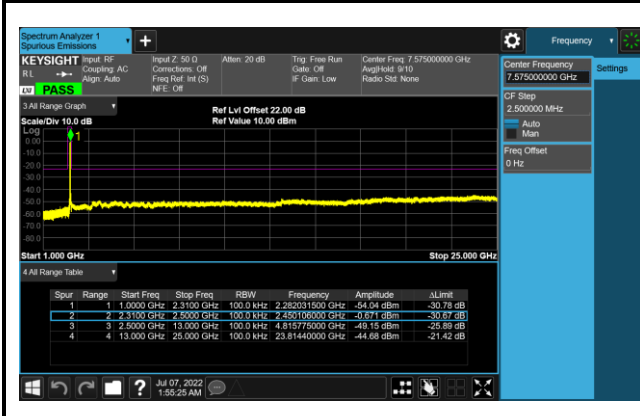 Spectrum Analyzer 1
Spurious Emissions
+
Frequency
KEYSIGHT Input: RF Input Z: 50 Ω Atten: 20 dB Trig: Free Run Center Freq: 7.575000000 GHz
RL Coupling: AC Corrections: Off Gate: Off Avg|Hold: 9/10
Align: Auto Freq Ref: Int (S) IF Gain: Low Radio Std: None
LXI PASS NFE: Off
Center Frequency
7.575000000 GHz
Settings
CF Step
2.500000 MHz
Auto
Man
Freq Offset
0 Hz
3 All Range Graph
Ref Lvl Offset 22.00 dB
Scale/Div 10.0 dB Ref Value 10.00 dBm
Log
1
0.00
-10.0
-20.0
-30.0
-40.0
-50.0
-60.0
-70.0
-80.0
Start 1.000 GHz Stop 25.000 GHz
4 All Range Table
Spur Range Start Freq Stop Freq RBW Frequency Amplitude ΔLimit
1 1 1.0000 GHz 2.3100 GHz 100.0 kHz 2.282031500 GHz -54.04 dBm -30.78 dB
2 2 2.3100 GHz 2.5000 GHz 100.0 kHz 2.450106000 GHz -0.671 dBm -30.67 dB
3 3 2.5000 GHz 13.000 GHz 100.0 kHz 4.815775000 GHz -49.15 dBm -25.89 dB
4 4 13.000 GHz 25.000 GHz 100.0 kHz 23.81440000 GHz -44.68 dBm -21.42 dB
? Jul 07, 2022
1:55:25 AM